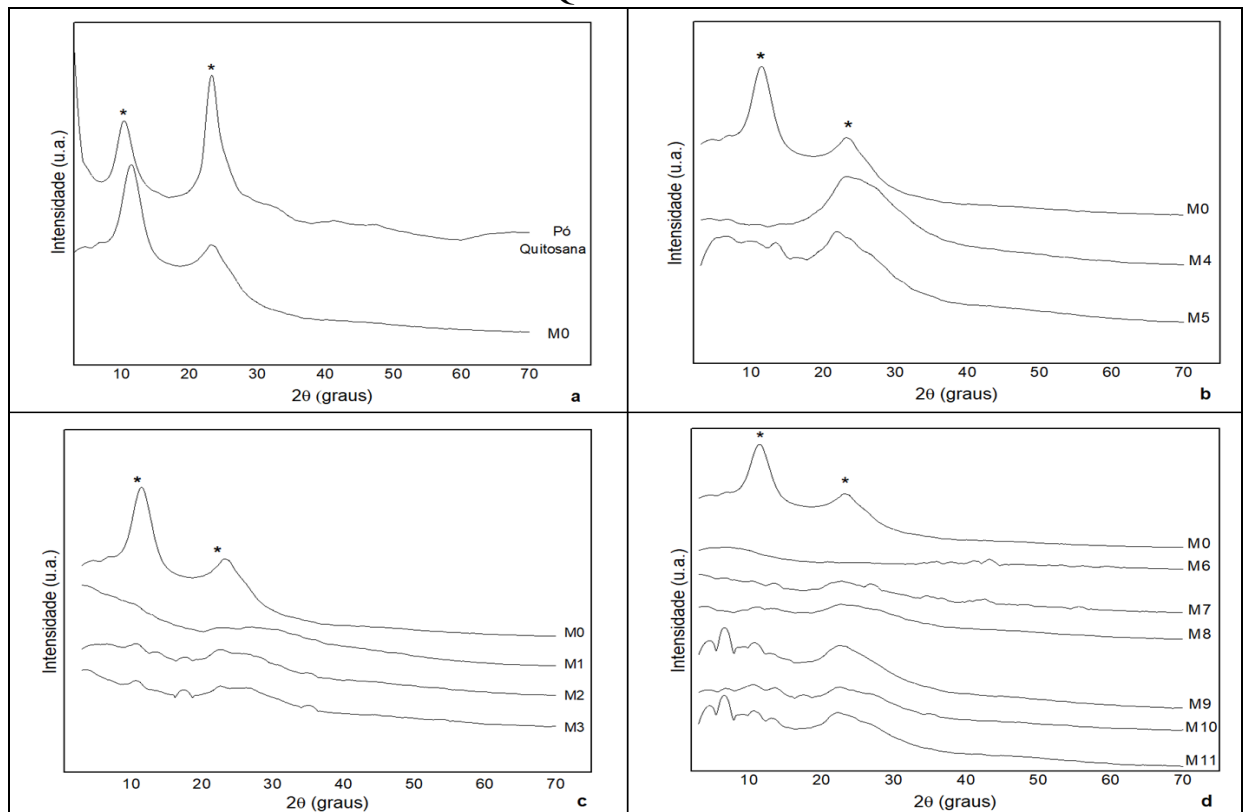 Q
*
*
Intensidade (u.a.)
Pó
Quitosana
M0
10 20 30 40 50 60 70
2θ (graus)
a
*
*
Intensidade (u.a.)
M0
M4
M5
10 20 30 40 50 60 70
2θ (graus)
b
*
*
Intensidade (u.a.)
M0
M1
M2
M3
10 20 30 40 50 60 70
2θ (graus)
c
*
*
Intensidade (u.a.)
M0
M6
M7
M8
M9
M10
M11
10 20 30 40 50 60 70
2θ (graus)
d